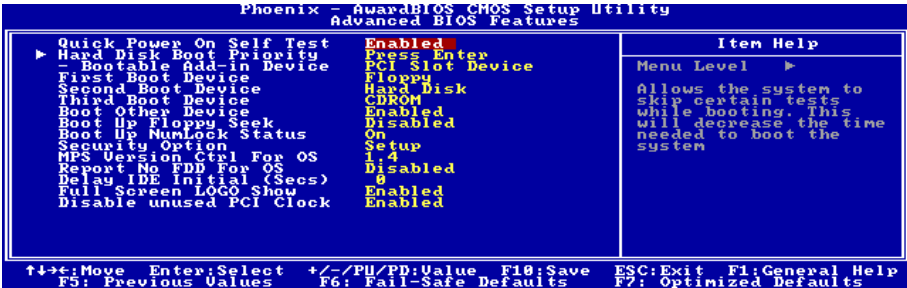 Phoenix - AwardBIOS CMOS Setup Utility
Advanced BIOS Features
Quick Power On Self Test Enabled
► Hard Disk Boot Priority Press Enter
- Bootable Add-in Device PCI Slot Device
First Boot Device Floppy
Second Boot Device Hard Disk
Third Boot Device CDROM
Boot Other Device Enabled
Boot Up Floppy Seek Disabled
Boot Up NumLock Status On
Security Option Setup
MPS Version Ctrl For OS 1.4
Report No FDD For OS Disabled
Delay IDE Initial (Secs) 0
Full Screen LOGO Show Enabled
Disable unused PCI Clock Enabled
Item Help
Menu Level ►
Allows the system to
skip certain tests
while booting. This
will decrease the time
needed to boot the
system
↑↓→←:Move Enter:Select +/-/PU/PD:Value F10:Save ESC:Exit F1:General Help
F5: Previous Values F6: Fail-Safe Defaults F7: Optimized Defaults